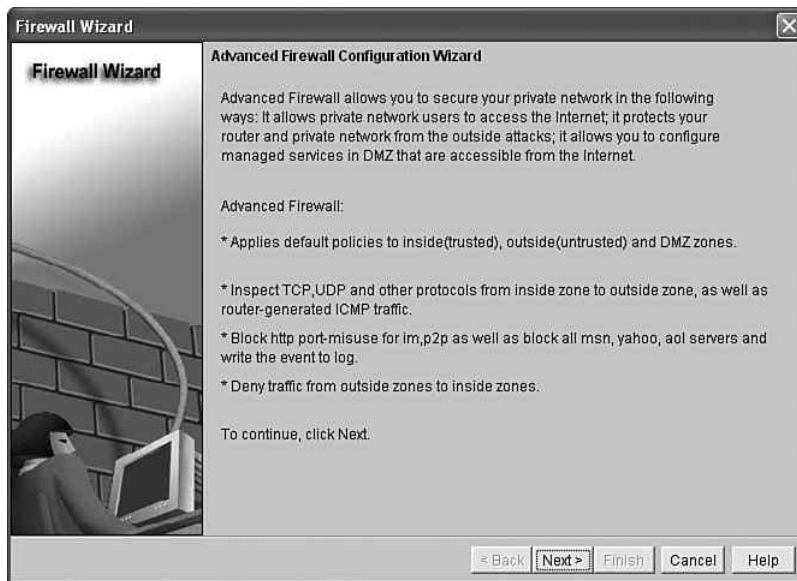 Firewall Wizard
Firewall Wizard
Advanced Firewall Configuration Wizard
Advanced Firewall allows you to secure your private network in the following
ways: It allows private network users to access the Internet; it protects your
router and private network from the outside attacks; it allows you to configure
managed services in DMZ that are accessible from the Internet.
Advanced Firewall:
* Applies default policies to inside(trusted), outside(untrusted) and DMZ zones.
* Inspect TCP,UDP and other protocols from inside zone to outside zone, as well as
router-generated ICMP traffic.
* Block http port-misuse for im,p2p as well as block all msn, yahoo, aol servers and
write the event to log.
* Deny traffic from outside zones to inside zones.
To continue, click Next.
< Back Next > Finish Cancel Help